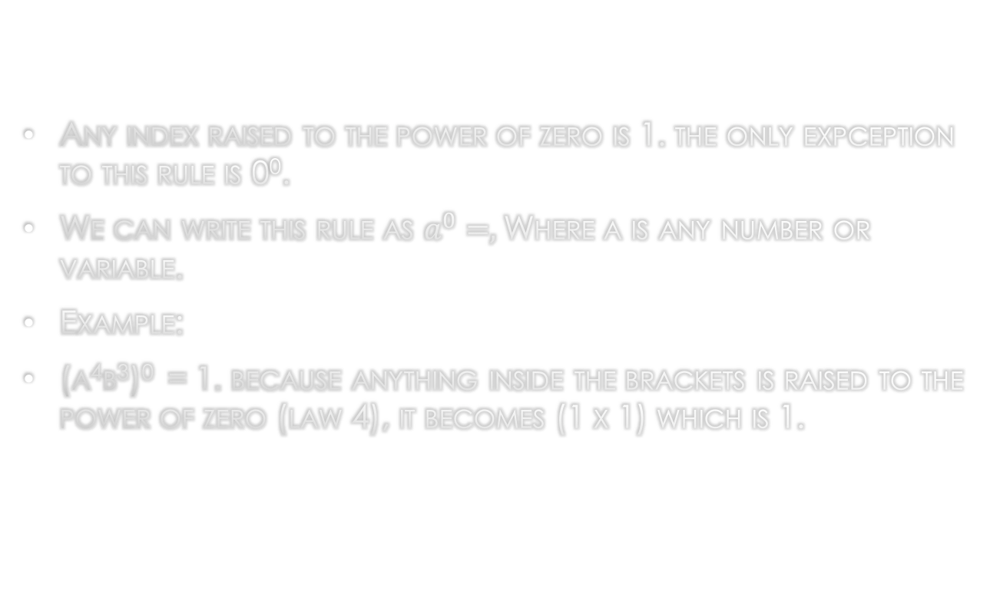 • Any index raised to the power of zero is 1. the only expception
to this rule is 0⁰.
• We can write this rule as 𝑎⁰ =, Where a is any number or
variable.
• Example:
• (a⁴b³)⁰ = 1. because anything inside the brackets is raised to the
power of zero (law 4), it becomes (1 x 1) which is 1.